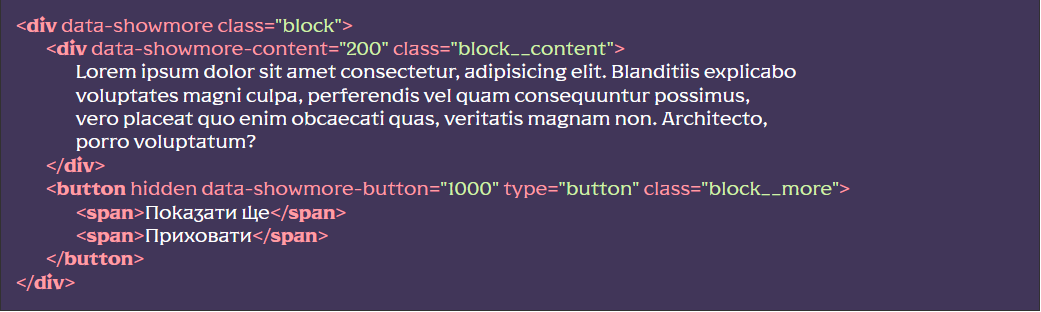 <div data-showmore class="block">
<div data-showmore-content="200" class="block__content">
Lorem ipsum dolor sit amet consectetur, adipisicing elit. Blanditiis explicabo
voluptates magni culpa, perferendis vel quam consequuntur possimus,
vero placeat quo enim obcaecati quas, veritatis magnam non. Architecto,
porro voluptatum?
</div>
<button hidden data-showmore-button="1000" type="button" class="block__more">
<span>Показати ще</span>
<span>Приховати</span>
</button>
</div>